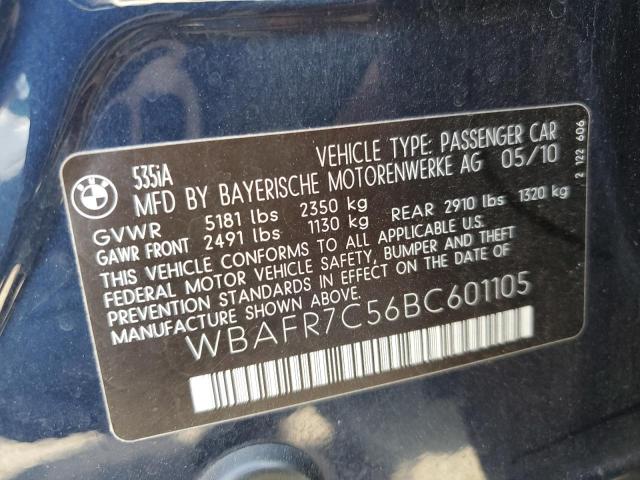 BMW
535iA
VEHICLE TYPE: PASSENGER CAR
MFD BY BAYERISCHE MOTORENWERKE AG 05/10
GVWR 5181 lbs 2350 kg
GAWR FRONT 2491 lbs 1130 kg REAR 2910 lbs 1320 kg
THIS VEHICLE CONFORMS TO ALL APPLICABLE U.S.
FEDERAL MOTOR VEHICLE SAFETY, BUMPER AND THEFT
PREVENTION STANDARDS IN EFFECT ON THE DATE OF
MANUFACTURE SHOWN ABOVE.
WBAFR7C56BC601105
2 122 606